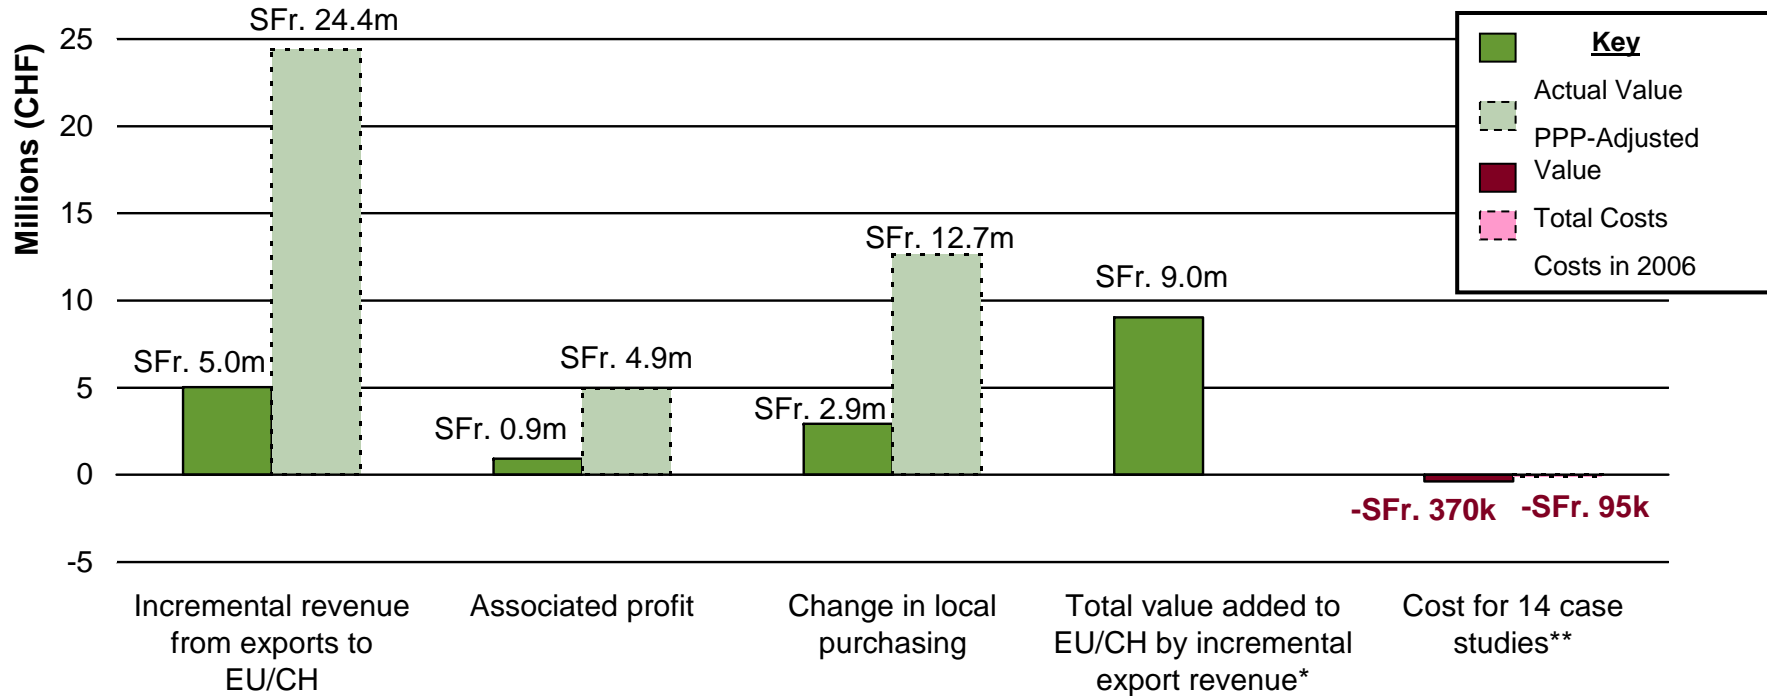 Millions (CHF)
25
20
15
10
5
0
-5
SFr. 24.4m
SFr. 5.0m
SFr. 0.9m
SFr. 4.9m
SFr. 2.9m
SFr. 12.7m
SFr. 9.0m
-SFr. 370k
-SFr. 95k
Key
Actual Value
PPP-Adjusted
Value
Total Costs
Costs in 2006
Incremental revenue
from exports to
EU/CH
Associated profit
Change in local
purchasing
Total value added to
EU/CH by incremental
export revenue*
Cost for 14 case
studies**